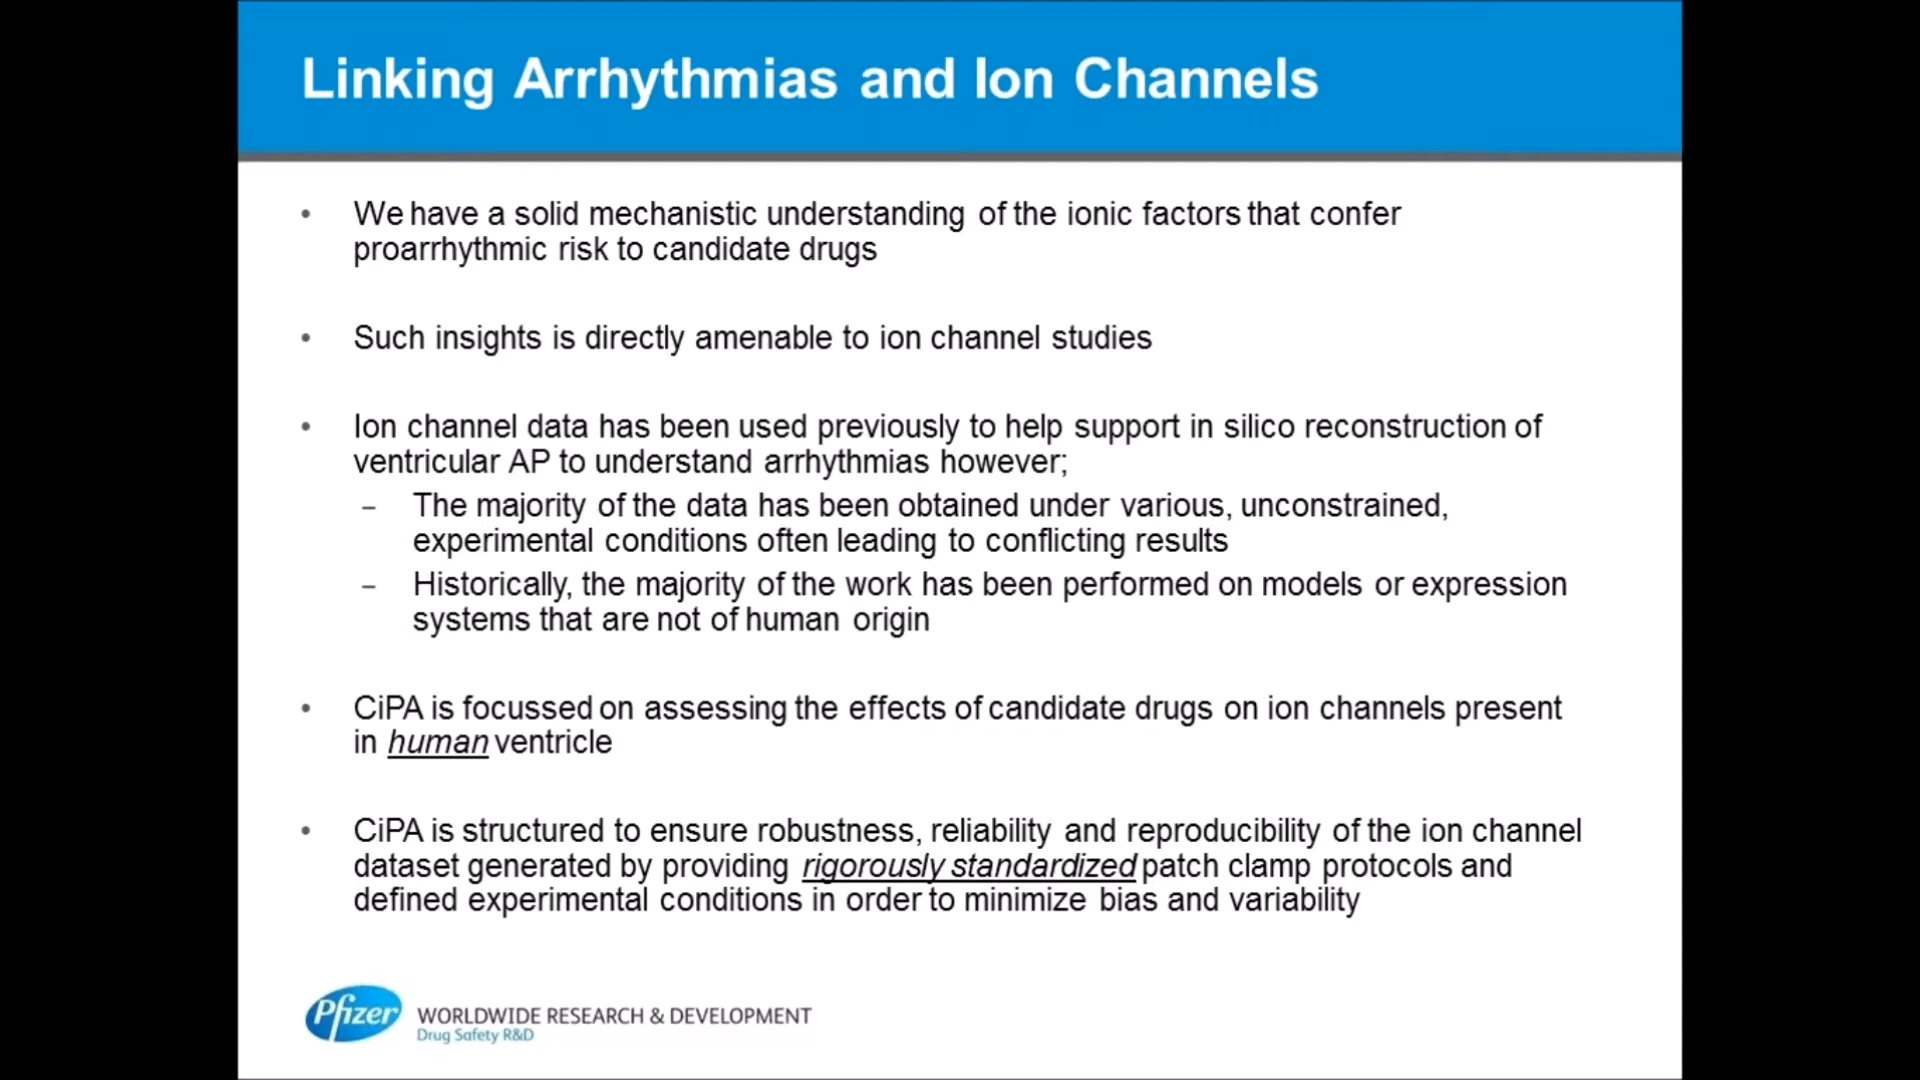 Linking Arrhythmias and Ion Channels
• We have a solid mechanistic understanding of the ionic factors that confer
proarrhythmic risk to candidate drugs
• Such insights is directly amenable to ion channel studies
• Ion channel data has been used previously to help support in silico reconstruction of
ventricular AP to understand arrhythmias however;
– The majority of the data has been obtained under various, unconstrained,
experimental conditions often leading to conflicting results
– Historically, the majority of the work has been performed on models or expression
systems that are not of human origin
• CiPA is focussed on assessing the effects of candidate drugs on ion channels present
in human ventricle
• CiPA is structured to ensure robustness, reliability and reproducibility of the ion channel
dataset generated by providing rigorously standardized patch clamp protocols and
defined experimental conditions in order to minimize bias and variability
Pfizer
WORLDWIDE RESEARCH & DEVELOPMENT
Drug Safety R&D